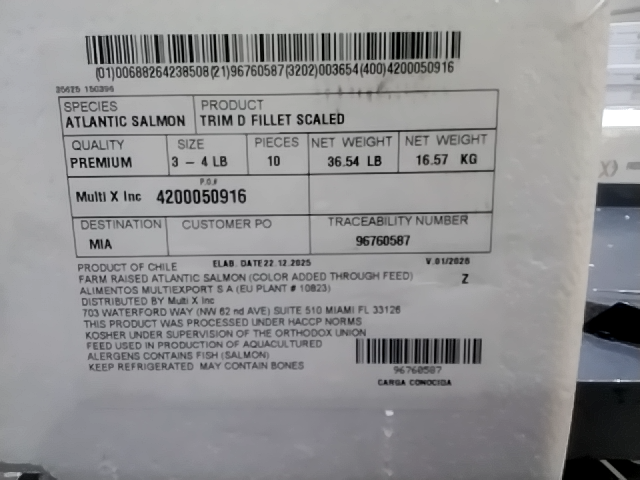 (01)00688264238508(21)96760587(3202)003654(400)4200050916
SPECIES
ATLANTIC SALMON
PRODUCT
TRIM D FILLET SCALED
QUALITY
PREMIUM
SIZE
3 - 4 LB
PIECES
10
NET WEIGHT
36.54 LB
NET WEIGHT
16.57 KG
P.O.#
Multi X Inc 4200050916
DESTINATION
MIA
CUSTOMER PO
TRACEABILITY NUMBER
96760587
PRODUCT OF CHILE ELAB. DATE22.12.2025 V.01/2025
FARM RAISED ATLANTIC SALMON (COLOR ADDED THROUGH FEED) Z
ALIMENTOS MULTIEXPORT S A (EU PLANT # 10823)
DISTRIBUTED BY Multi X Inc
703 WATERFORD WAY (NW 62 nd AVE) SUITE 510 MIAMI FL 33126
THIS PRODUCT WAS PROCESSED UNDER HACCP NORMS
KOSHER UNDER SUPERVISION OF THE ORTHODOX UNION
FEED USED IN PRODUCTION OF AQUACULTURED
ALERGENS CONTAINS FISH (SALMON)
KEEP REFRIGERATED MAY CONTAIN BONES
96760587
CARGA CONOCIDA